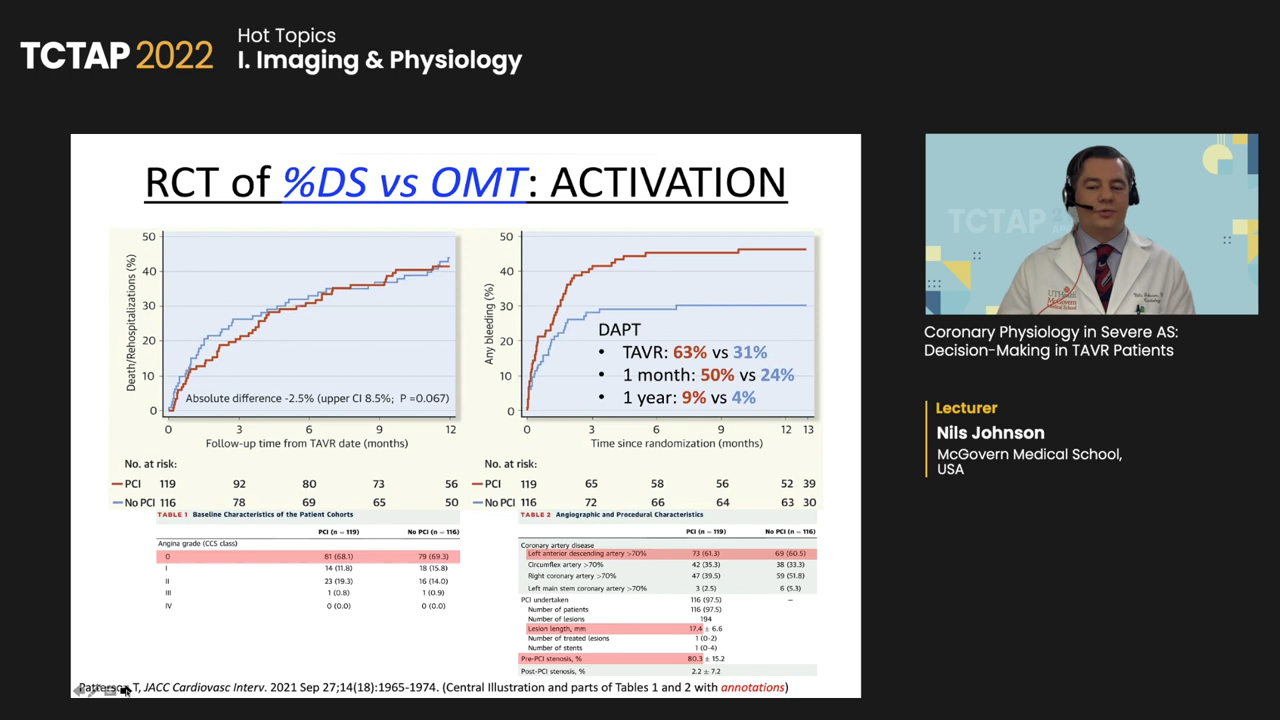 TCTAP 2022
Hot Topics
I. Imaging & Physiology
RCT of %DS vs OMT: ACTIVATION
Death/Rehospitalizations (%)
50
40
30
20
10
0
Absolute difference -2.5% (upper CI 8.5%; P =0.067)
0 3 6 9 12
Follow-up time from TAVR date (months)
No. at risk:
PCI 119 92 80 73 56
No PCI 116 78 69 65 50
Any bleeding (%)
50
40
30
20
10
0
DAPT
• TAVR: 63% vs 31%
• 1 month: 50% vs 24%
• 1 year: 9% vs 4%
0 3 6 9 12 13
Time since randomization (months)
No. at risk:
PCI 119 65 58 56 52 39
No PCI 116 72 66 64 63 30
TABLE 1 Baseline Characteristics of the Patient Cohorts
PCI (n = 119) No PCI (n = 116)
Angina grade (CCS class)
0 81 (68.1) 79 (69.3)
I 14 (11.8) 18 (15.8)
II 23 (19.3) 16 (14.0)
III 1 (0.8) 1 (0.9)
IV 0 (0.0) 0 (0.0)
TABLE 2 Angiographic and Procedural Characteristics
PCI (n = 119) No PCI (n = 116)
Coronary artery disease
Left anterior descending artery >70% 73 (61.3) 69 (60.5)
Circumflex artery >70% 42 (35.3) 38 (33.3)
Right coronary artery >70% 47 (39.5) 59 (51.8)
Left main stem coronary artery >70% 3 (2.5) 6 (5.3)
PCI undertaken 116 (97.5) —
Number of patients 116 (97.5)
Number of lesions 194
Lesion length, mm 17.4 ± 6.6
Number of treated lesions 1 (0-2)
Number of stents 1 (0-4)
Pre-PCI stenosis, % 80.3 ± 15.2
Post-PCI stenosis, % 2.2 ± 7.2
T, JACC Cardiovasc Interv. 2021 Sep 27;14(18):1965-1974. (Central Illustration and parts of Tables 1 and 2 with annotations)
TCTAP
UTHealth
McGovern
Medical School
Coronary Physiology in Severe AS:
Decision-Making in TAVR Patients
Lecturer
Nils Johnson
McGovern Medical School,
USA